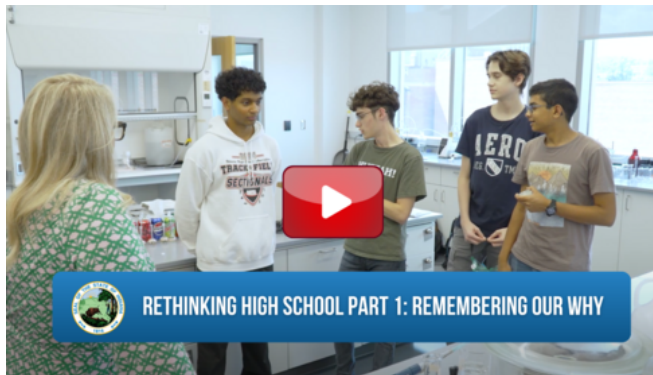 TRACK & FIELD
SECTIONALS
AERO
RETHINKING HIGH SCHOOL PART 1: REMEMBERING OUR WHY